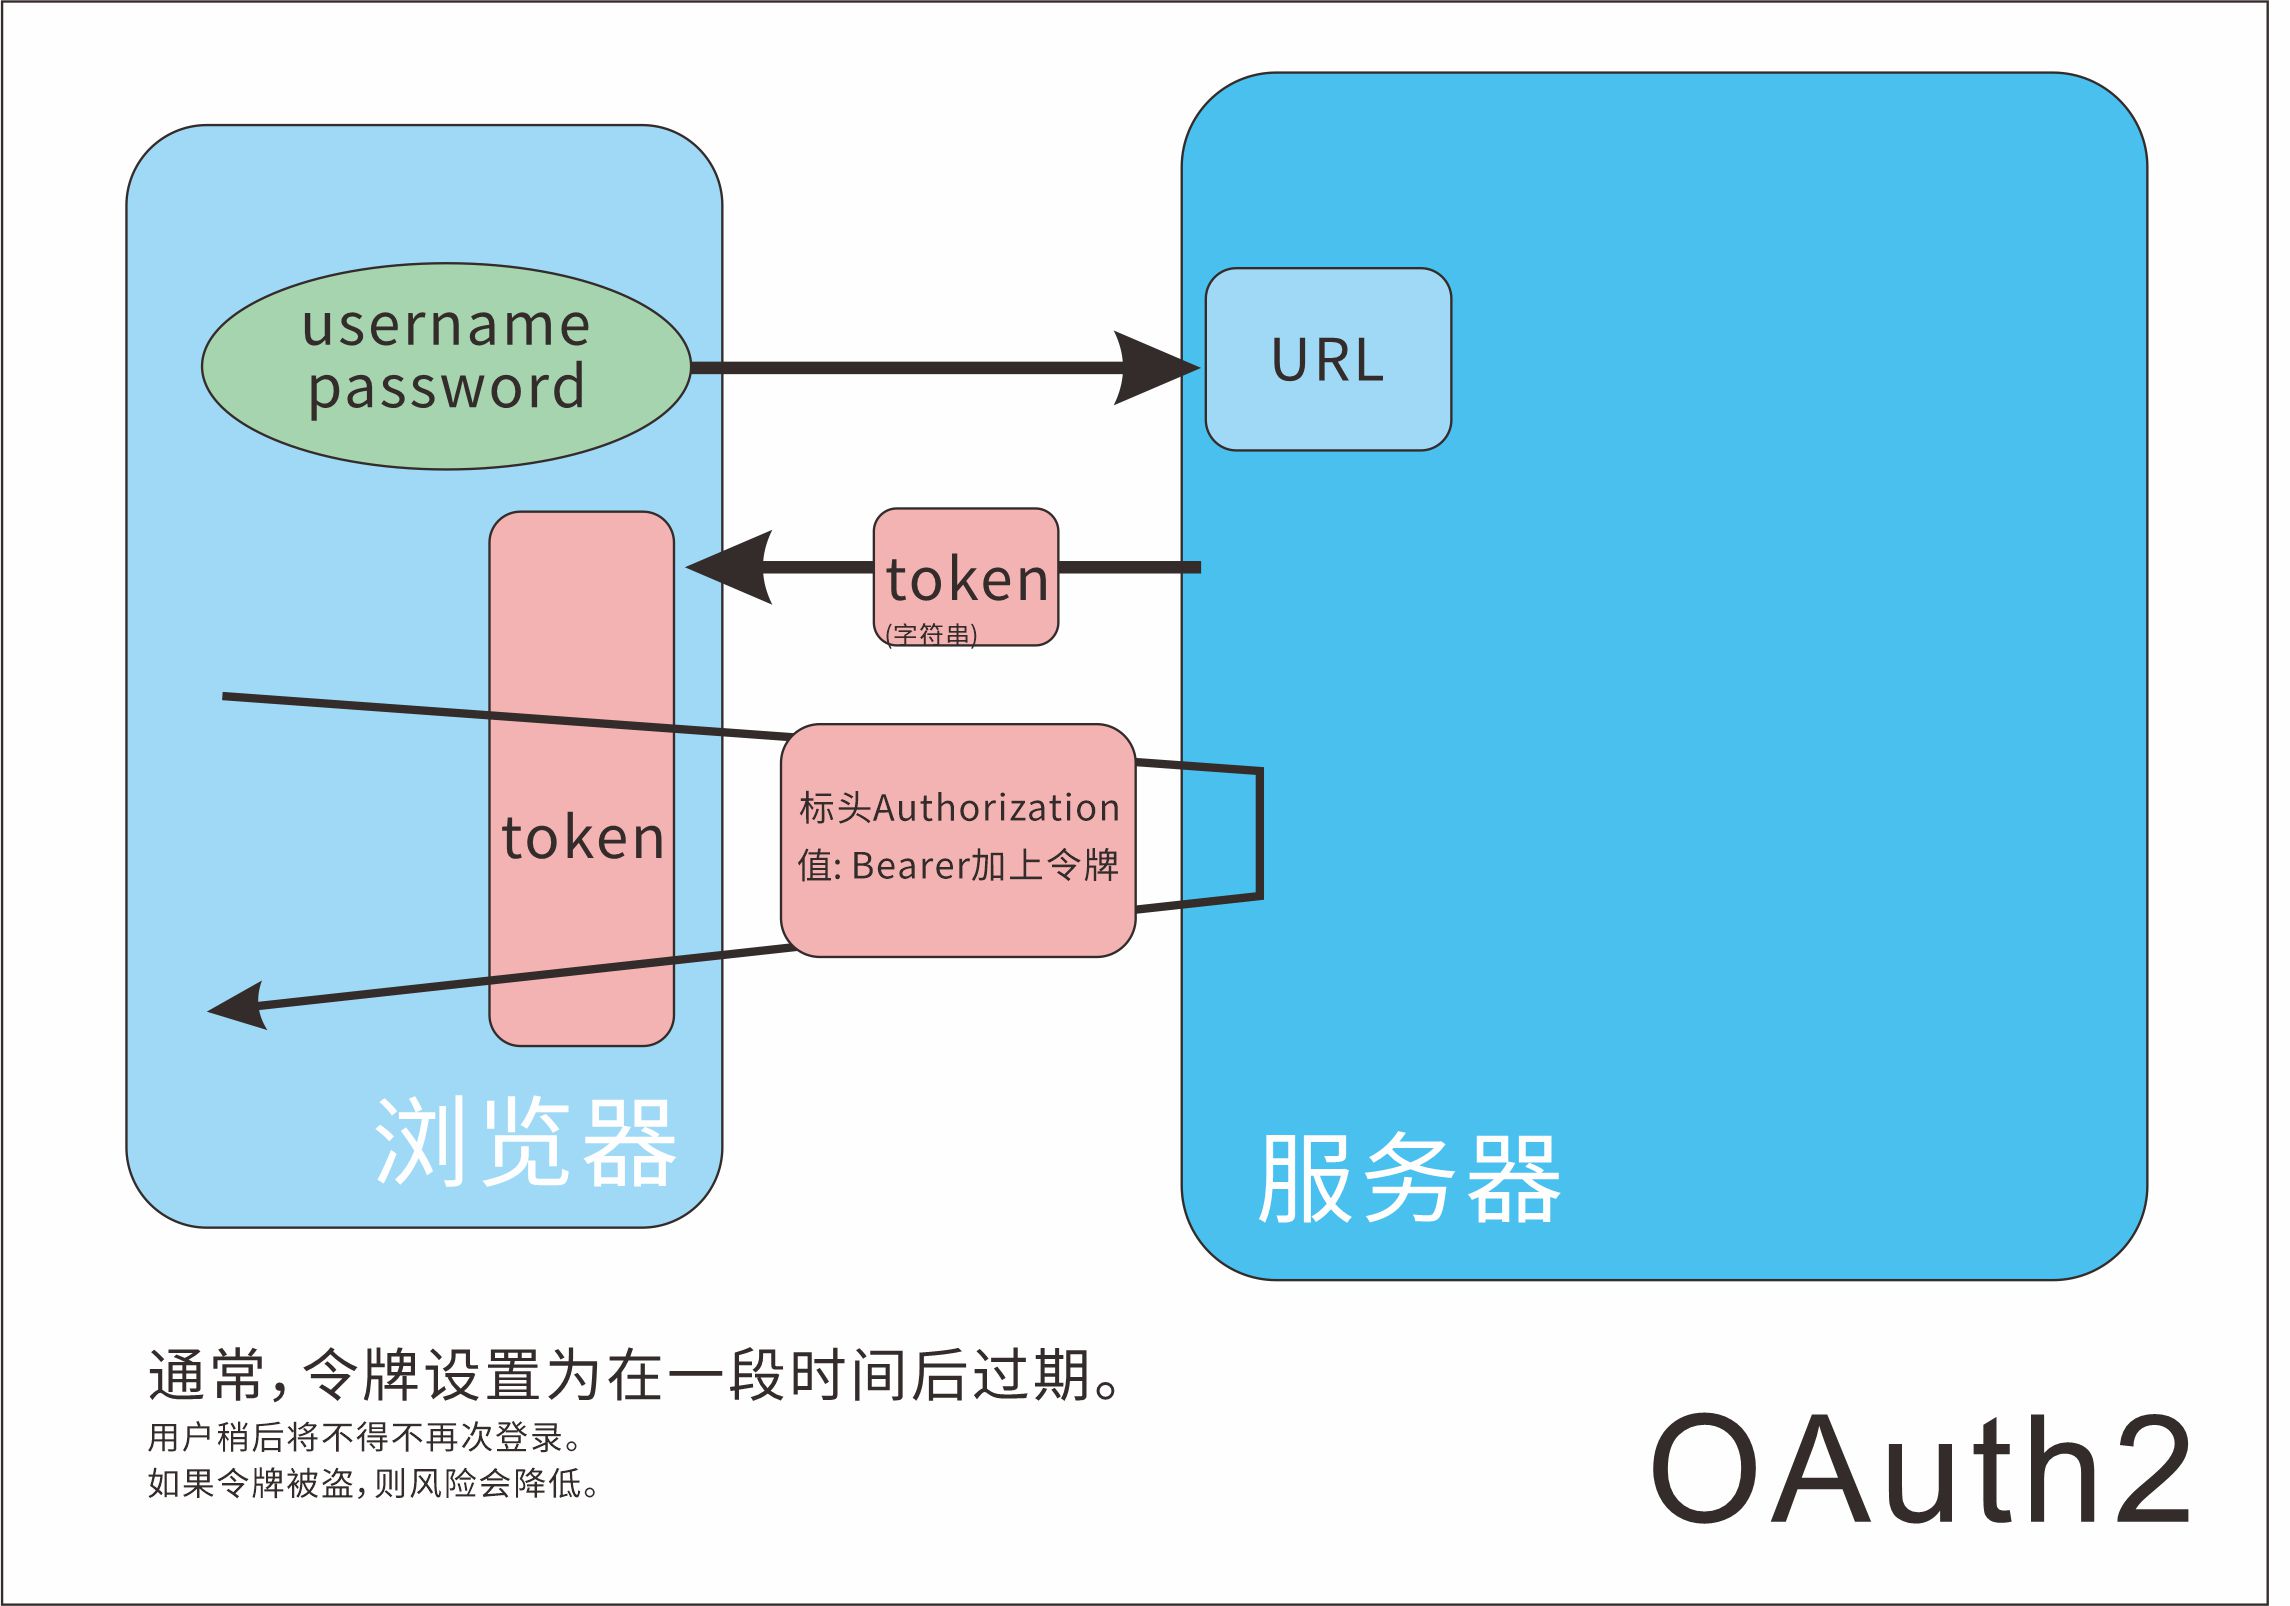 username
password
URL
token
(字符串)
token
标头Authorization
值: Bearer加上令牌
浏览器
服务器
通常,令牌设置为在一段时间后过期。
用户稍后将不得不再次登录。
如果令牌被盗,则风险会降低。
OAuth2